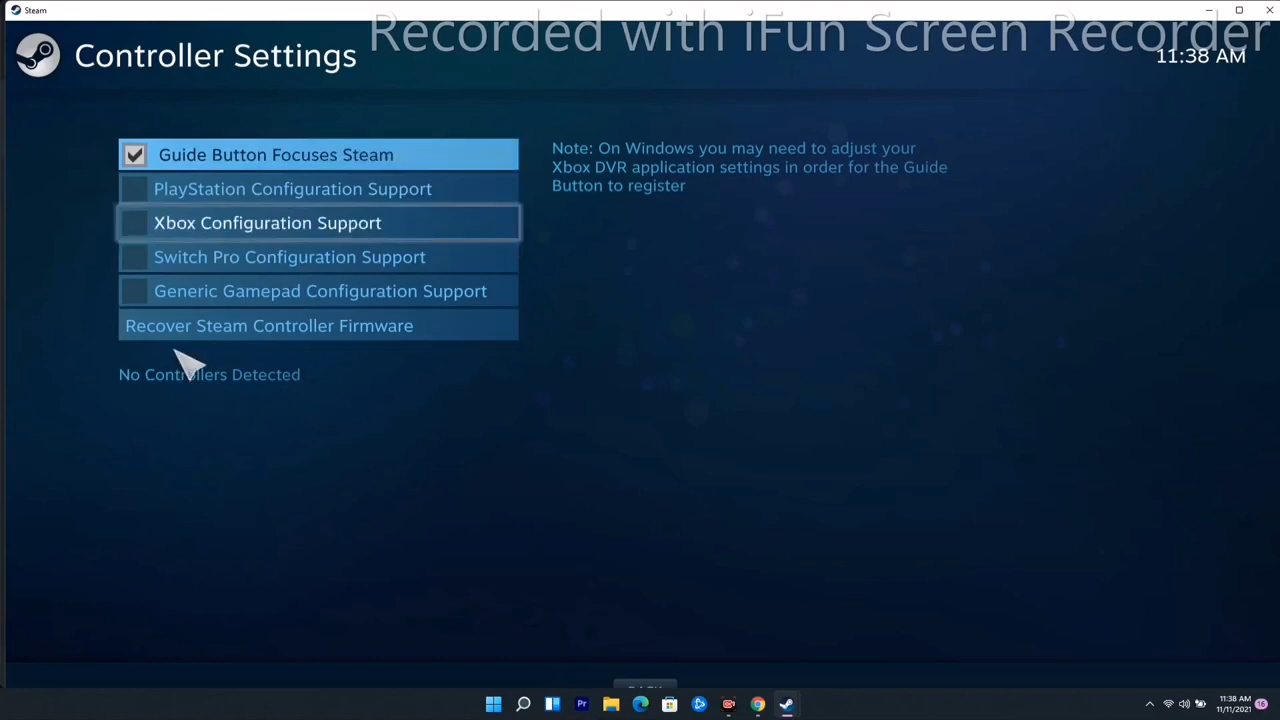 Steam
Recorded with iFun Screen Recorder
Controller Settings
11:38 AM
Guide Button Focuses Steam
PlayStation Configuration Support
Xbox Configuration Support
Switch Pro Configuration Support
Generic Gamepad Configuration Support
Recover Steam Controller Firmware
No Controllers Detected
Note: On Windows you may need to adjust your
Xbox DVR application settings in order for the Guide
Button to register
BACK
Pr
11:38 AM
11/11/2021
16